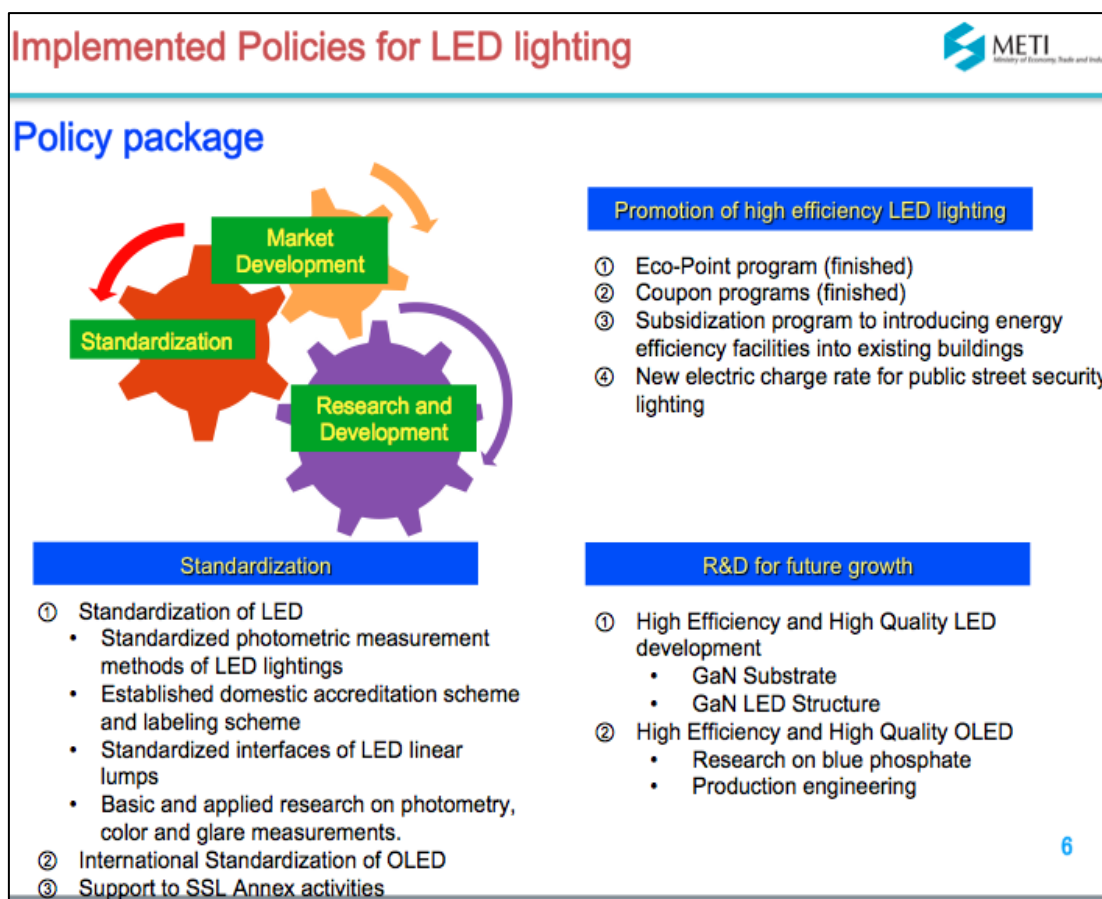 Implemented Policies for LED lighting
METI
Ministry of Economy, Trade and Indus
Policy package
Market
Development
Standardization
Research and
Development
Promotion of high efficiency LED lighting
① Eco-Point program (finished)
② Coupon programs (finished)
③ Subsidization program to introducing energy
efficiency facilities into existing buildings
④ New electric charge rate for public street security
lighting
Standardization
① Standardization of LED
• Standardized photometric measurement
methods of LED lightings
• Established domestic accreditation scheme
and labeling scheme
• Standardized interfaces of LED linear
lumps
• Basic and applied research on photometry,
color and glare measurements.
② International Standardization of OLED
③ Support to SSL Annex activities
R&D for future growth
① High Efficiency and High Quality LED
development
• GaN Substrate
• GaN LED Structure
② High Efficiency and High Quality OLED
• Research on blue phosphate
• Production engineering
6